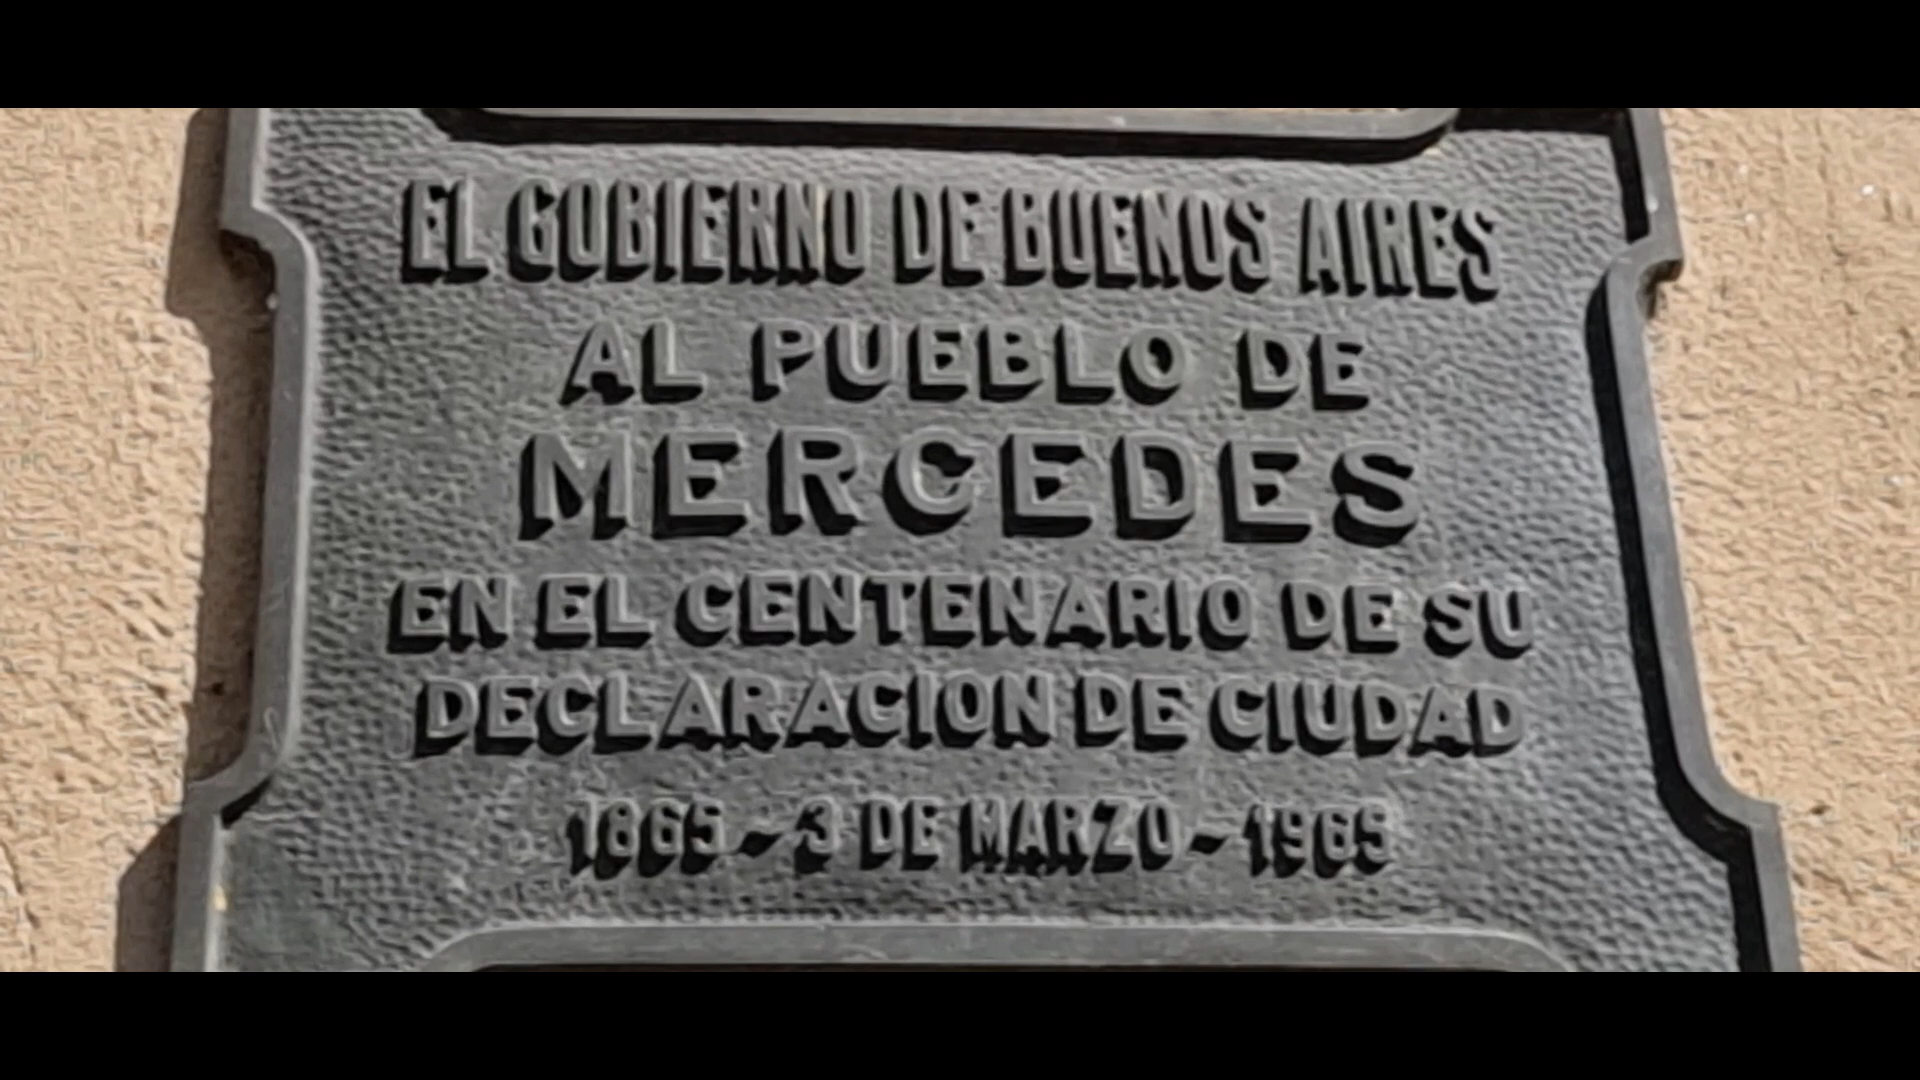 EL GOBIERNO DE BUENOS AIRES
AL PUEBLO DE
MERCEDES
EN EL CENTENARIO DE SU
DECLARACION DE CIUDAD
1865 - 3 DE MARZO - 1965